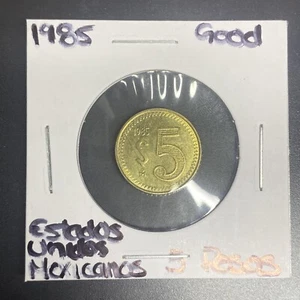 1985 Good
1985
$5
Estados
Unidos
Mexicanos 5 Pesos